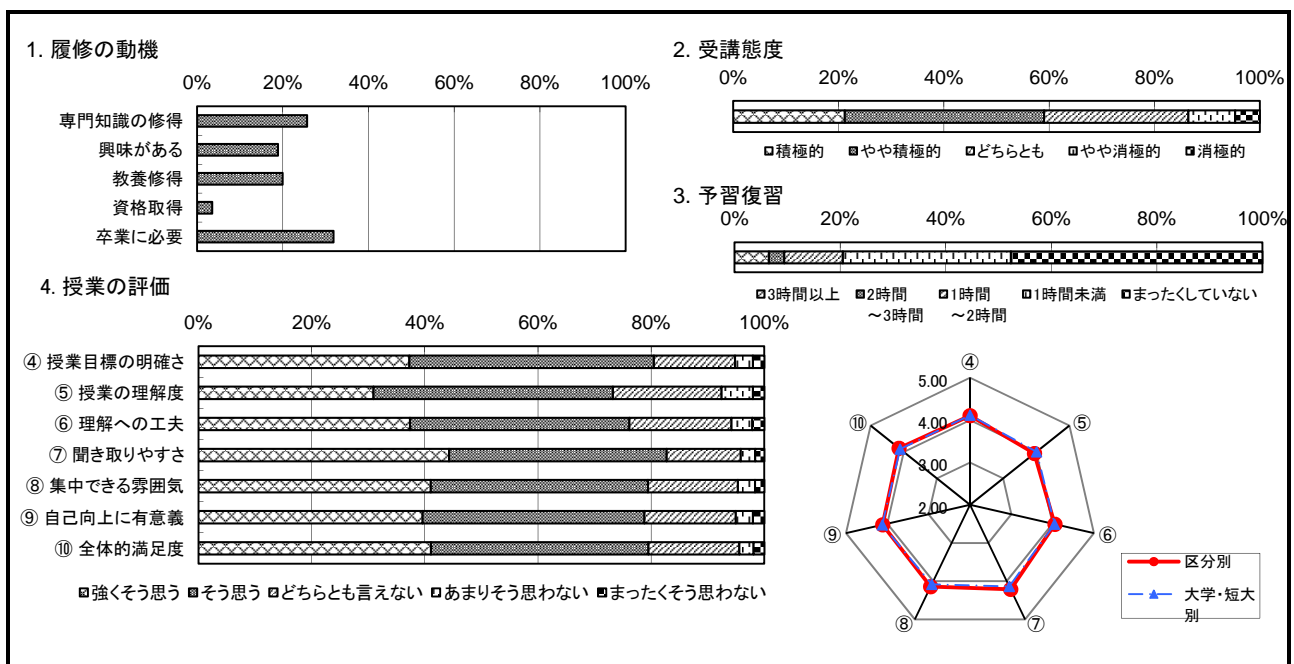 1. 履修の動機
0% 20% 40% 60% 80% 100%
専門知識の修得
興味がある
教養修得
資格取得
卒業に必要
2. 受講態度
0% 20% 40% 60% 80% 100%
積極的 やや積極的 どちらとも やや消極的 消極的
3. 予習復習
0% 20% 40% 60% 80% 100%
3時間以上 2時間～3時間 1時間～2時間 1時間未満 まったくしていない
4. 授業の評価
0% 20% 40% 60% 80% 100%
④ 授業目標の明確さ
⑤ 授業の理解度
⑥ 理解への工夫
⑦ 聞き取りやすさ
⑧ 集中できる雰囲気
⑨ 自己向上に有意義
⑩ 全体的満足度
強くそう思う そう思う どちらとも言えない あまりそう思わない まったくそう思わない
④
5.00
⑩ ⑤
4.00
3.00
2.00
⑨ ⑥
⑧ ⑦
区分別
大学・短大別